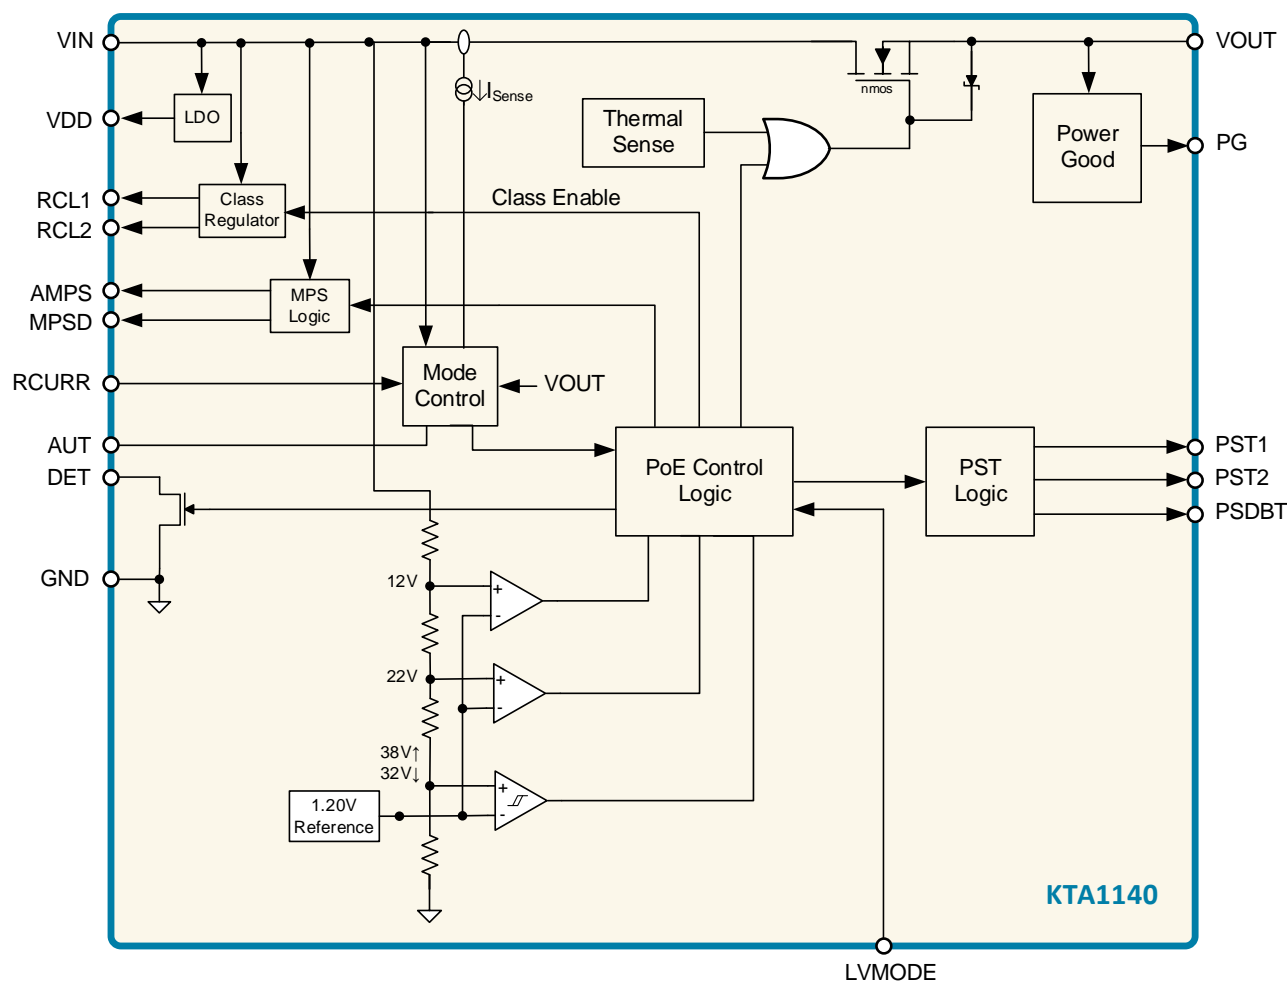 VIN
VOUT
ISense
nmos
LDO
VDD
Thermal
Sense
Power
Good
PG
RCL1
RCL2
Class
Regulator
Class Enable
AMPS
MPSD
MPS
Logic
RCURR
Mode
Control
VOUT
AUT
DET
PoE Control
Logic
PST
Logic
PST1
PST2
PSDBT
GND
12V
+
-
22V
+
-
38V↑
32V↓
+
-
1.20V
Reference
KTA1140
LVMODE